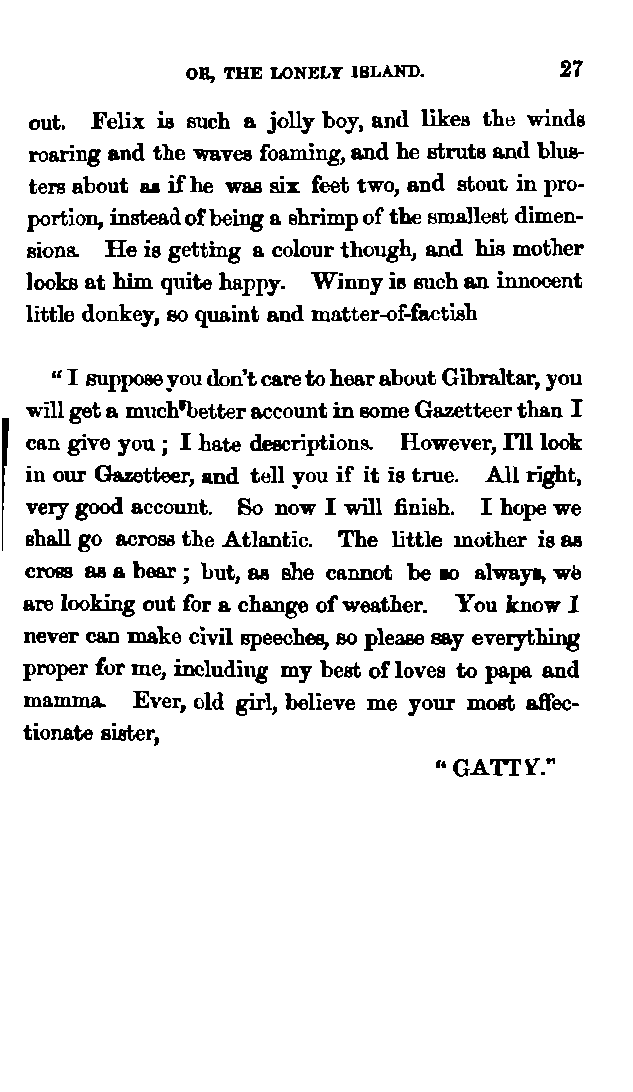 OR, THE LONELY ISLAND. 27
out. Felix is such a jolly boy, and likes the winds
roaring and the waves foaming, and he struts and blus-
ters about as if he was six feet two, and stout in pro-
portion, instead of being a shrimp of the smallest dimen-
sions. He is getting a colour though, and his mother
looks at him quite happy. Winny is such an innocent
little donkey, so quaint and matter-of-factish
“I suppose you don't care to hear about Gibraltar, you
will get a much better account in some Gazetteer than I
can give you; I hate descriptions. However, I'll look
in our Gazetteer, and tell you if it is true. All right,
very good account. So now I will finish. I hope we
shall go across the Atlantic. The little mother is as
cross as a bear; but, as she cannot be so always, we
are looking out for a change of weather. You know I
never can make civil speeches, so please say everything
proper for me, including my best of loves to papa and
mamma. Ever, old girl, believe me your most affec-
tionate sister,
“GATTY.”